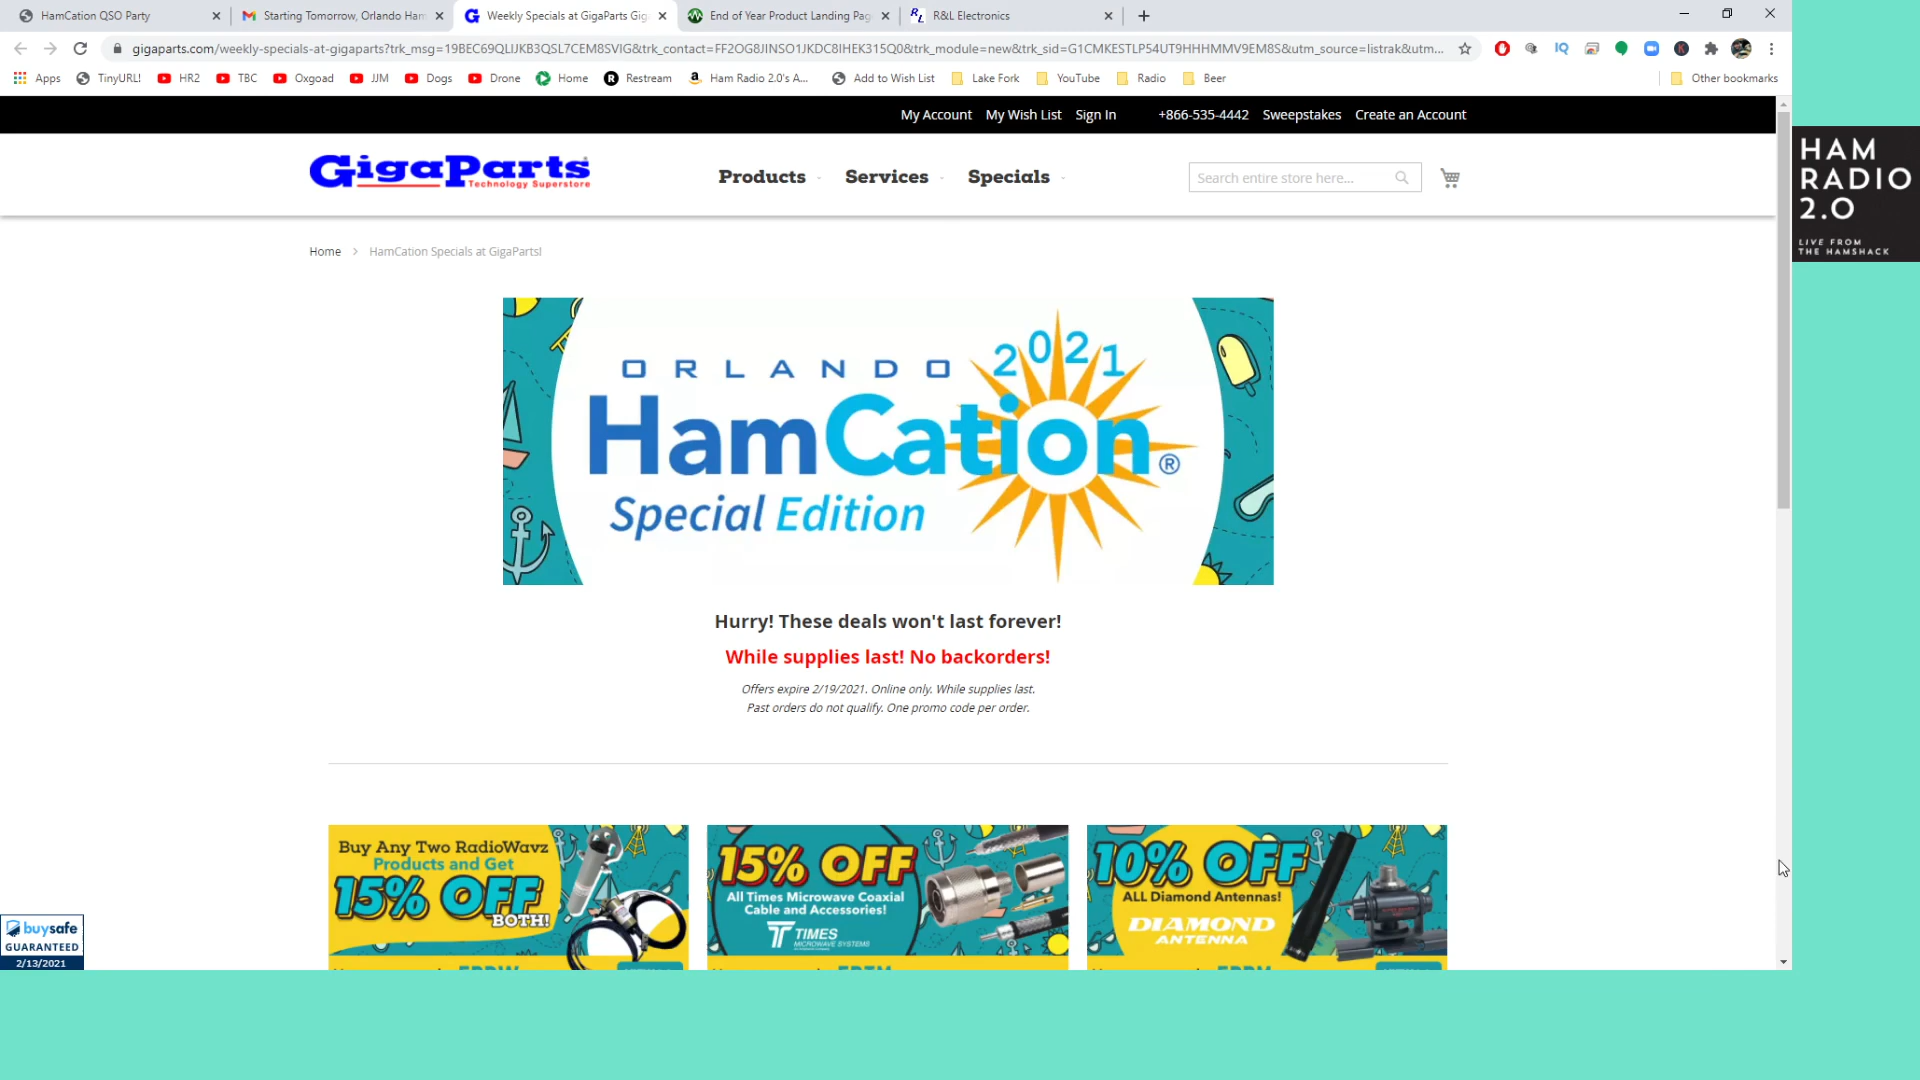 HamCation QSO Party
Starting Tomorrow, Orlando Ham
Weekly Specials at GigaParts Gig
End of Year Product Landing Pag
R&L Electronics
gigaparts.com/weekly-specials-at-gigaparts?trk_msg=19BEC69QLIJKB3QSL7CEM8SVIG&trk_contact=FF2OG8JINSO1JKDC8IHEK315Q0&trk_module=new&trk_sid=G1CMKESTLP54UT9HHHMMV9EM8S&utm_source=listrak&utm...
Apps TinyURL! HR2 TBC Oxgoad JJM Dogs Drone Home Restream Ham Radio 2.0's A... Add to Wish List Lake Fork YouTube Radio Beer Other bookmarks
My Account My Wish List Sign In +866-535-4442 Sweepstakes Create an Account
GigaParts
Technology Superstore
Products Services Specials
Search entire store here...
HAM
RADIO
2.0
LIVE FROM
THE HAMSHACK
Home > HamCation Specials at GigaParts!
ORLANDO 2021
HamCation®
Special Edition
Hurry! These deals won't last forever!
While supplies last! No backorders!
Offers expire 2/19/2021. Online only. While supplies last.
Past orders do not qualify. One promo code per order.
Buy Any Two RadioWavz
Products and Get
15% OFF
BOTH!
15% OFF
All Times Microwave Coaxial
Cable and Accessories!
TIMES
MICROWAVE SYSTEMS
10% OFF
ALL Diamond Antennas!
DIAMOND
ANTENNA
buysafe
GUARANTEED
2/13/2021